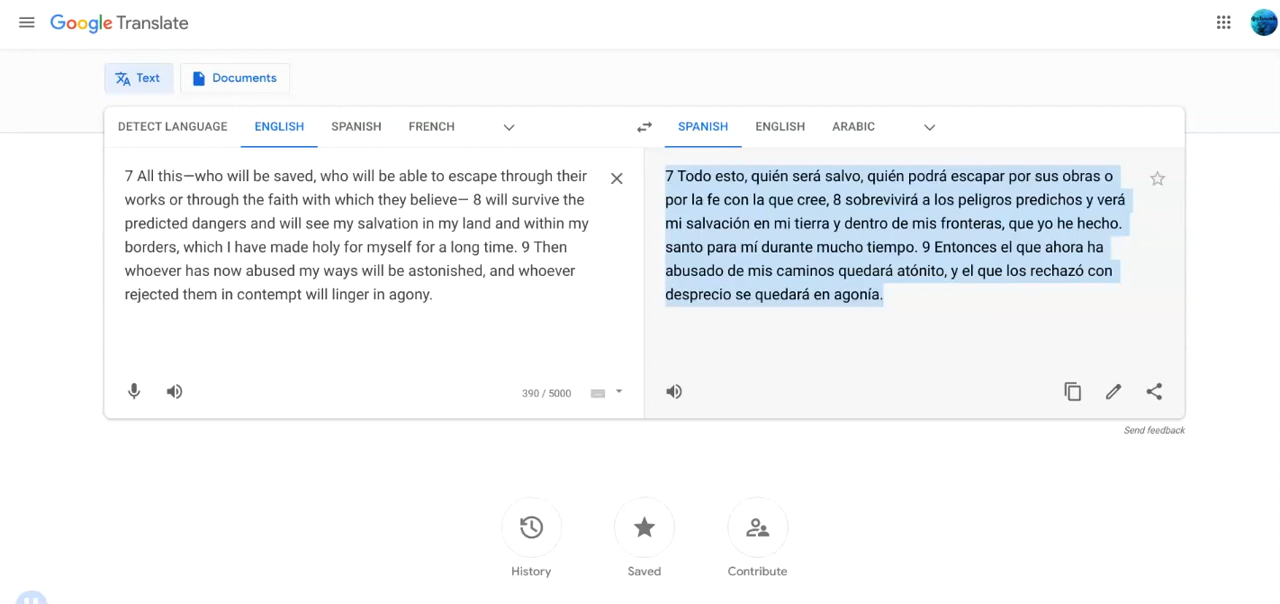 Google Translate
Text
Documents
DETECT LANGUAGE
ENGLISH
SPANISH
FRENCH
SPANISH
ENGLISH
ARABIC
7 All this—who will be saved, who will be able to escape through their
works or through the faith with which they believe— 8 will survive the
predicted dangers and will see my salvation in my land and within my
borders, which I have made holy for myself for a long time. 9 Then
whoever has now abused my ways will be astonished, and whoever
rejected them in contempt will linger in agony.
390 / 5000
7 Todo esto, quién será salvo, quién podrá escapar por sus obras o
por la fe con la que cree, 8 sobrevivirá a los peligros predichos y verá
mi salvación en mi tierra y dentro de mis fronteras, que yo he hecho.
santo para mí durante mucho tiempo. 9 Entonces el que ahora ha
abusado de mis caminos quedará atónito, y el que los rechazó con
desprecio se quedará en agonía.
Send feedback
History
Saved
Contribute